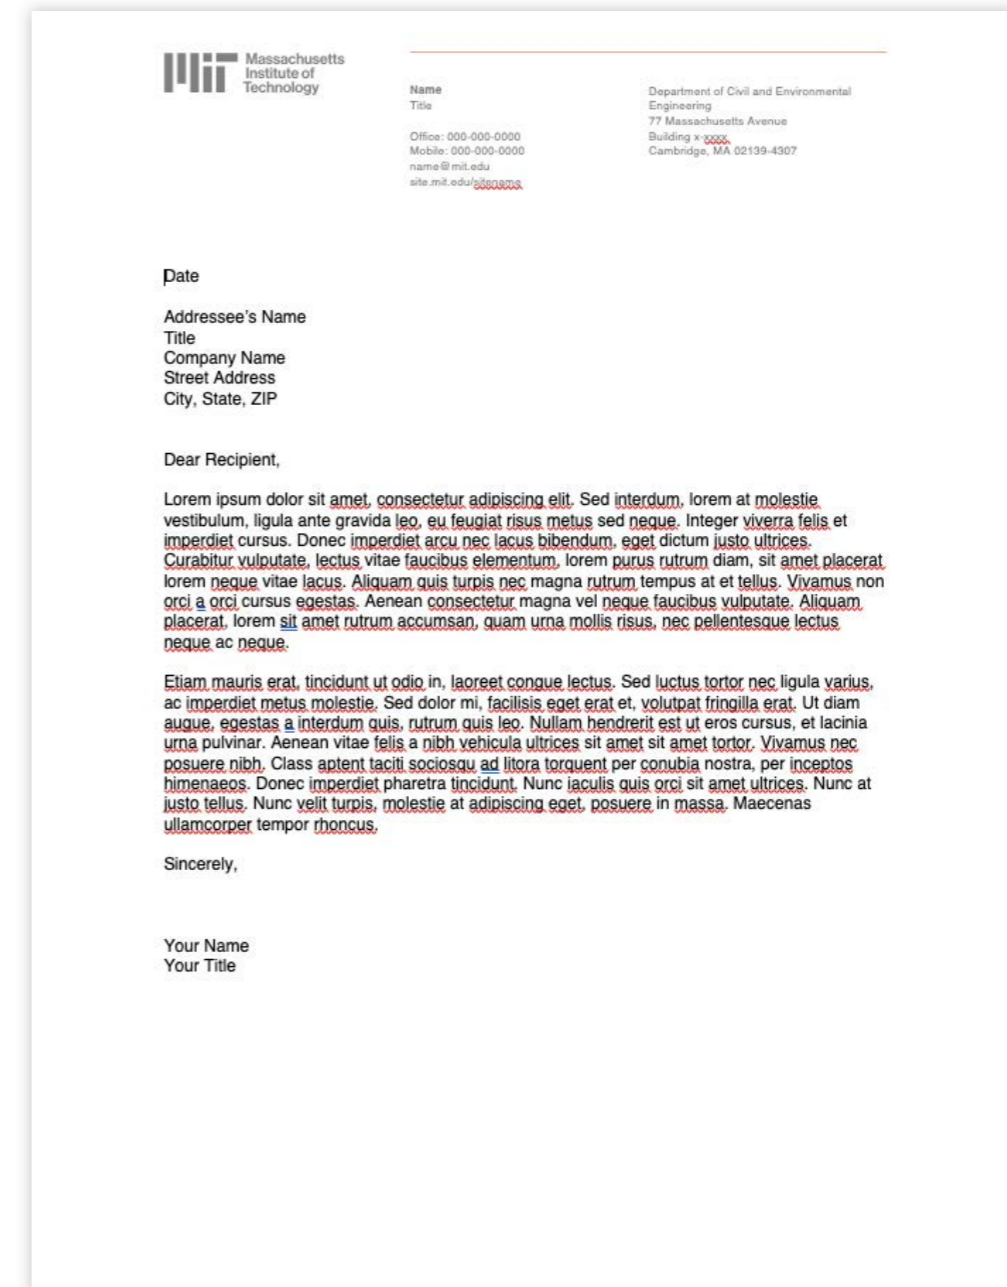 MIT Massachusetts
Institute of
Technology
Name
Title
Office: 000-000-0000
Mobile: 000-000-0000
name@mit.edu
site.mit.edu/sitename
Department of Civil and Environmental
Engineering
77 Massachusetts Avenue
Building x-xxxx
Cambridge, MA 02139-4307
Date
Addressee's Name
Title
Company Name
Street Address
City, State, ZIP
Dear Recipient,
Lorem ipsum dolor sit amet, consectetur adipiscing elit. Sed interdum, lorem at molestie
vestibulum, ligula ante gravida leo, eu feugiat risus metus sed neque. Integer viverra felis et
imperdiet cursus. Donec imperdiet arcu nec lacus bibendum, eget dictum justo ultrices.
Curabitur vulputate, lectus vitae faucibus elementum, lorem purus rutrum diam, sit amet placerat
lorem neque vitae lacus. Aliquam quis turpis nec magna rutrum tempus at et tellus. Vivamus non
orci a orci cursus egestas. Aenean consectetur magna vel neque faucibus vulputate. Aliquam
placerat, lorem sit amet rutrum accumsan, quam urna mollis risus, nec pellentesque lectus
neque ac neque.
Etiam mauris erat, tincidunt ut odio in, laoreet congue lectus. Sed luctus tortor nec ligula varius,
ac imperdiet metus molestie. Sed dolor mi, facilisis eget erat et, volutpat fringilla erat. Ut diam
augue, egestas a interdum quis, rutrum quis leo. Nullam hendrerit est ut eros cursus, et lacinia
urna pulvinar. Aenean vitae felis a nibh vehicula ultrices sit amet sit amet tortor. Vivamus nec
posuere nibh. Class aptent taciti sociosqu ad litora torquent per conubia nostra, per inceptos
himenaeos. Donec imperdiet pharetra tincidunt. Nunc iaculis quis orci sit amet ultrices. Nunc at
justo tellus. Nunc velit turpis, molestie at adipiscing eget, posuere in massa. Maecenas
ullamcorper tempor rhoncus.
Sincerely,
Your Name
Your Title